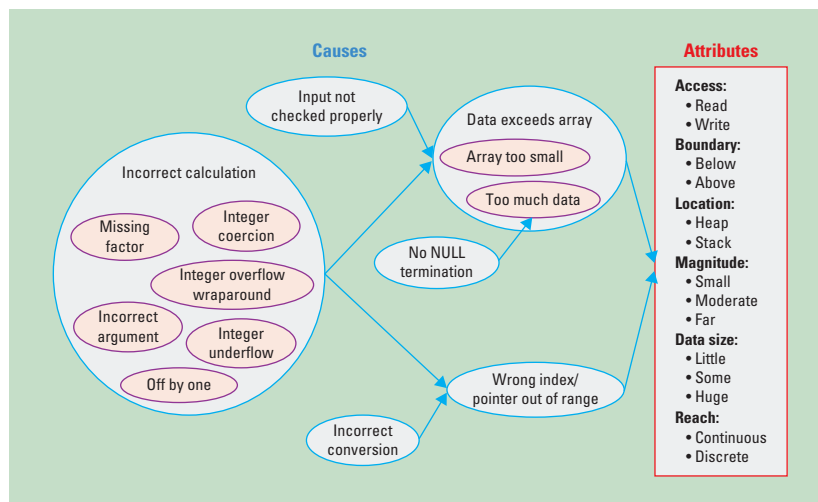 Causes
Attributes
Input not
checked properly
Data exceeds array
Array too small
Too much data
Incorrect calculation
Missing
factor
Integer
coercion
Integer overflow
wraparound
Incorrect
argument
Integer
underflow
Off by one
No NULL
termination
Wrong index/
pointer out of range
Incorrect
conversion
Access:
• Read
• Write
Boundary:
• Below
• Above
Location:
• Heap
• Stack
Magnitude:
• Small
• Moderate
• Far
Data size:
• Little
• Some
• Huge
Reach:
• Continuous
• Discrete